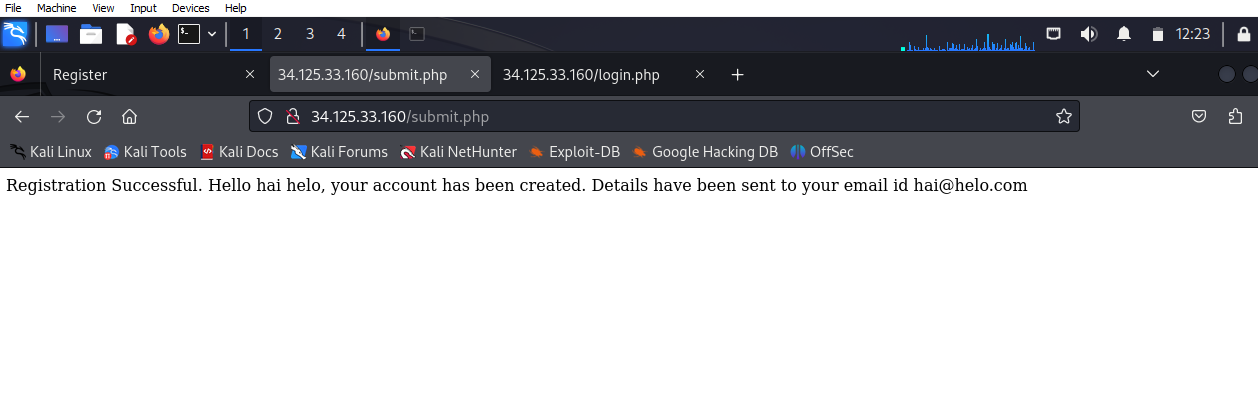 File Machine View Input Devices Help
1 2 3 4 12:23
Register 34.125.33.160/submit.php 34.125.33.160/login.php
34.125.33.160/submit.php
Kali Linux Kali Tools Kali Docs Kali Forums Kali NetHunter Exploit-DB Google Hacking DB OffSec
Registration Successful. Hello hai helo, your account has been created. Details have been sent to your email id hai@helo.com